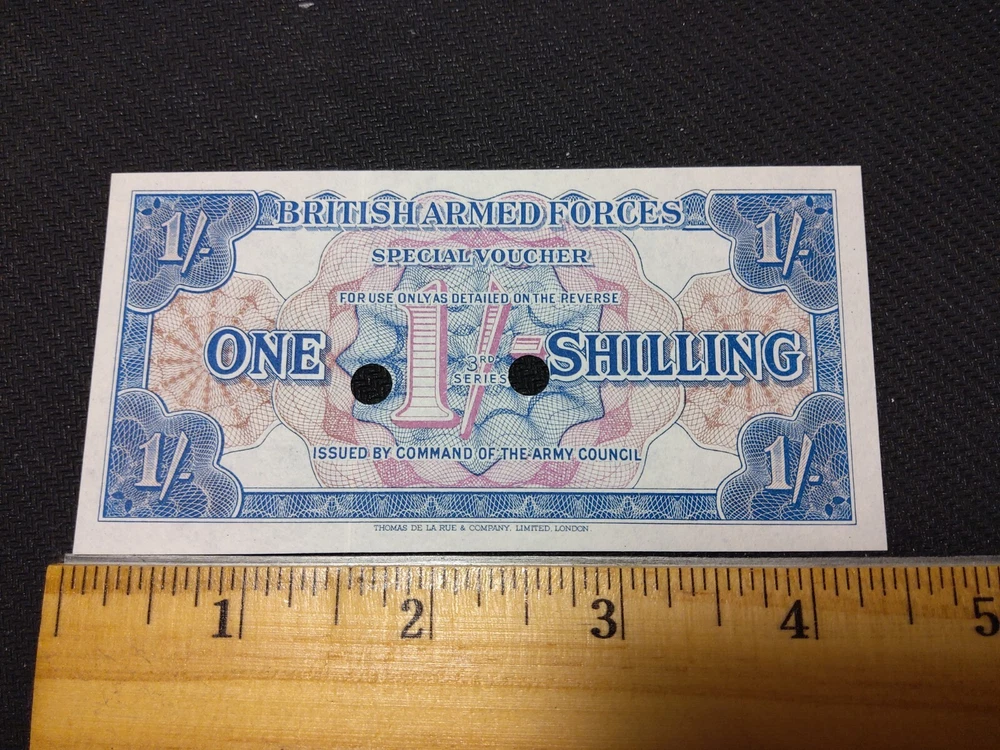 1/- BRITISH ARMED FORCES 1/-
SPECIAL VOUCHER
FOR USE ONLY AS DETAILED ON THE REVERSE
ONE 1/- SHILLING
3RD
SERIES
ISSUED BY COMMAND OF THE ARMY COUNCIL
1/- 1/-
THOMAS DE LA RUE & COMPANY, LIMITED, LONDON.
1 2 3 4 5